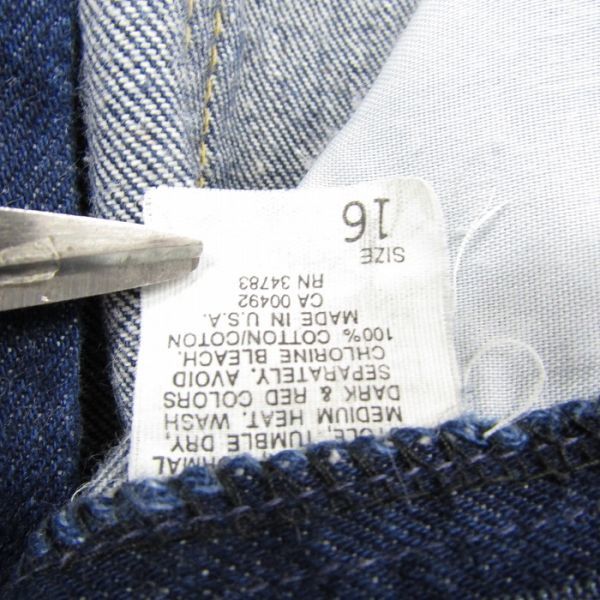 RMAL
TUMBLE DRY,
MEDIUM HEAT. WASH
DARK & RED COLORS
SEPARATELY. AVOID
CHLORINE BLEACH.
100% COTTON/COTON
MADE IN U.S.A.
CA 00492
RN 34783
SIZE
16